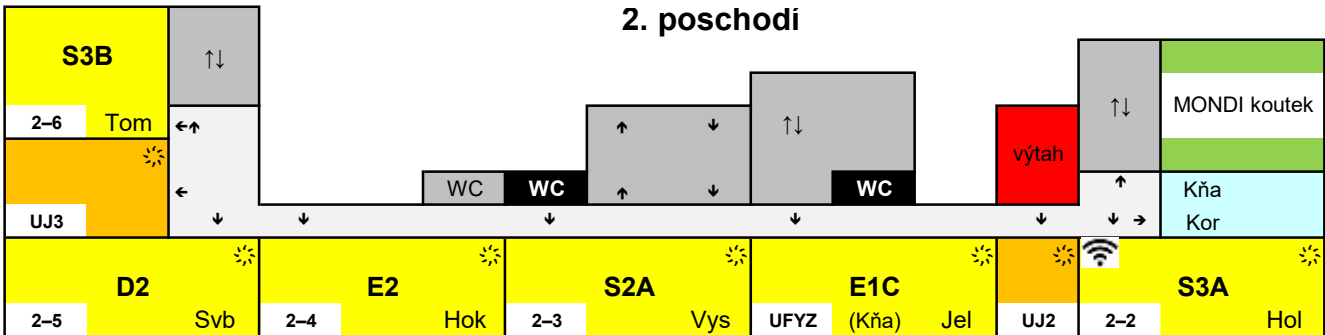 2. poschodí
S3B
↑↓
2–6 Tom
UJ3
WC WC
↑↓
WC
výtah
↑↓
MONDI koutek
Kňa
Kor
D2
2–5 Svb
E2
2–4 Hok
S2A
2–3 Vys
E1C
UFYZ (Kňa) Jel
UJ2
S3A
2–2 Hol